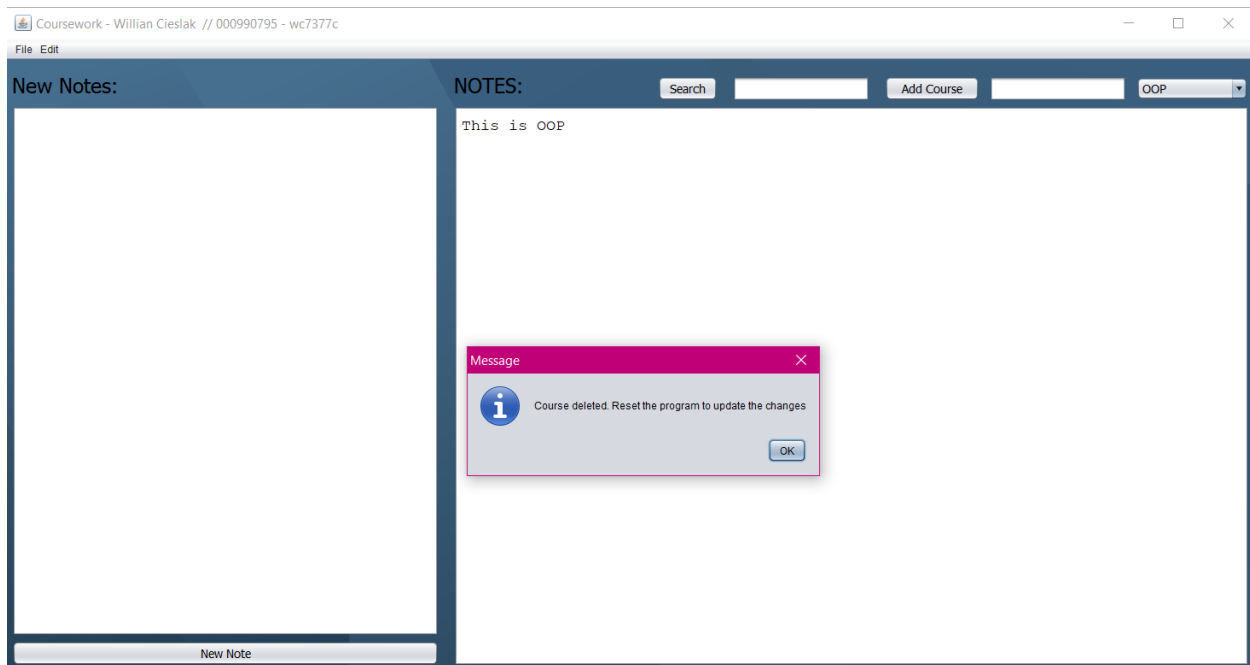 Coursework - Willian Cieslak // 000990795 - wc7377c
File Edit
New Notes:
NOTES:
Search
Add Course
OOP
This is OOP
Message
Course deleted. Reset the program to update the changes
OK
New Note